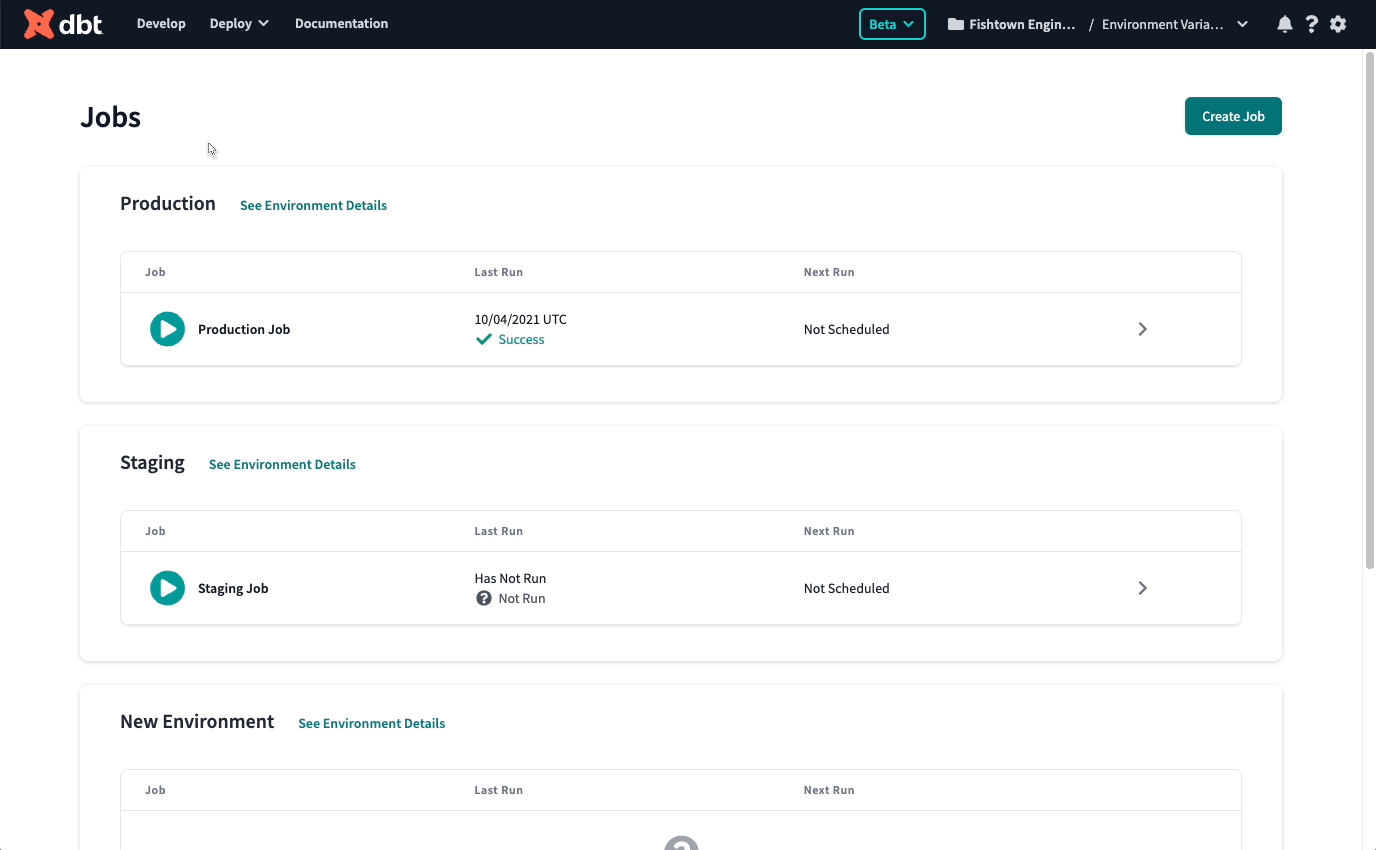 dbt Develop Deploy Documentation Beta Fishtown Engin... / Environment Varia...
Jobs
Create Job
Production See Environment Details
Job Last Run Next Run
Production Job 10/04/2021 UTC Not Scheduled
Success
Staging See Environment Details
Job Last Run Next Run
Staging Job Has Not Run Not Scheduled
Not Run
New Environment See Environment Details
Job Last Run Next Run